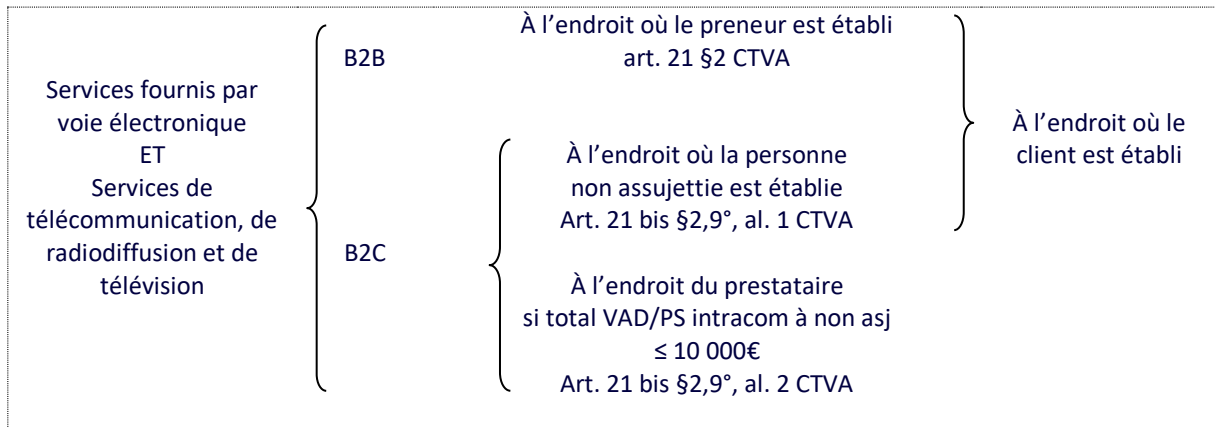 Services fournis par
voie électronique
ET
Services de
télécommunication, de
radiodiffusion et de
télévision
B2B
À l’endroit où le preneur est établi
art. 21 §2 CTVA
B2C
À l’endroit où la personne
non assujettie est établie
Art. 21 bis §2,9°, al. 1 CTVA
À l’endroit du prestataire
si total VAD/PS intracom à non asj
≤ 10 000€
Art. 21 bis §2,9°, al. 2 CTVA
À l’endroit où le
client est établi